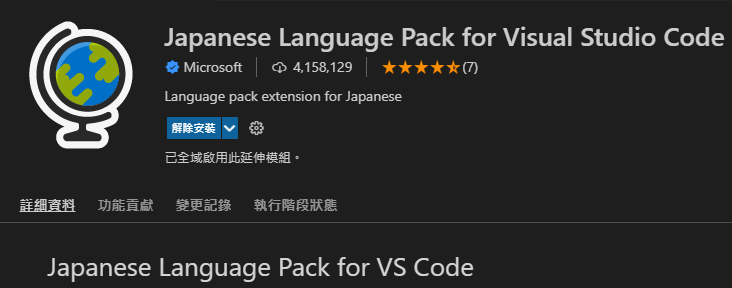 Japanese Language Pack for Visual Studio Code
Microsoft 4,158,129 (7)
Language pack extension for Japanese
解除安裝
已全域啟用此延伸模組。
詳細資料 功能貢獻 變更記錄 執行階段狀態
Japanese Language Pack for VS Code